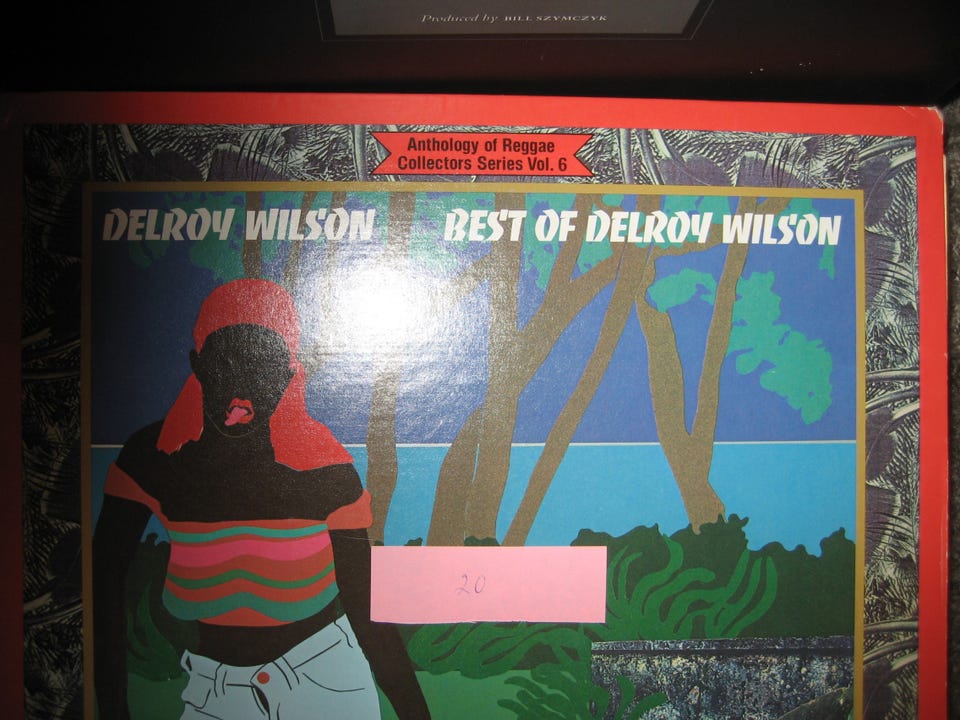 Produced by BILL SZYMCZYK
Anthology of Reggae
Collectors Series Vol. 6
DELROY WILSON
BEST OF DELROY WILSON
20